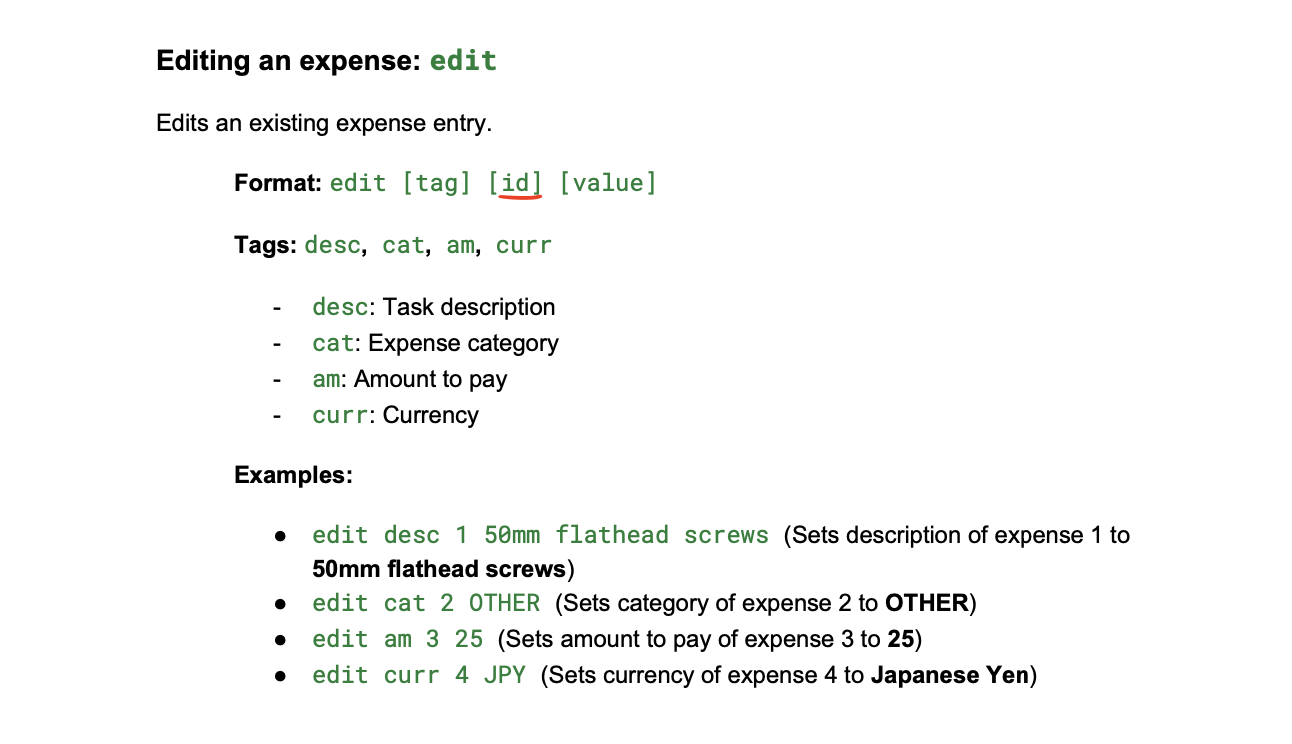 Editing an expense: edit
Edits an existing expense entry.
Format: edit [tag] [id] [value]
Tags: desc, cat, am, curr
- desc: Task description
- cat: Expense category
- am: Amount to pay
- curr: Currency
Examples:
● edit desc 1 50mm flathead screws (Sets description of expense 1 to
50mm flathead screws)
● edit cat 2 OTHER (Sets category of expense 2 to OTHER)
● edit am 3 25 (Sets amount to pay of expense 3 to 25)
● edit curr 4 JPY (Sets currency of expense 4 to Japanese Yen)